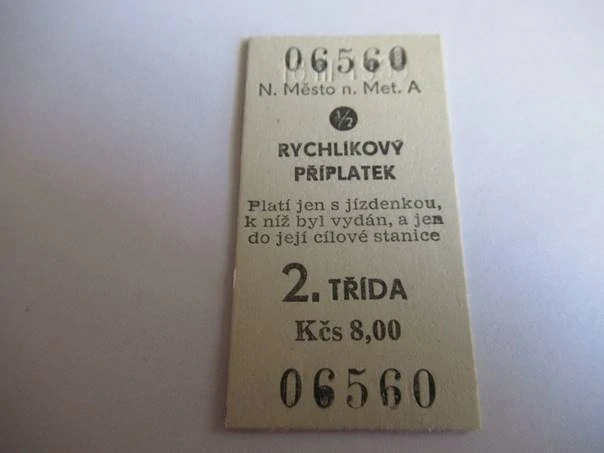 06560
N. Město n. Met. A
1/2
RYCHLÍKOVÝ
PŘÍPLATEK
Platí jen s jízdenkou,
k níž byl vydán, a jen
do její cílové stanice
2. TŘÍDA
Kčs 8,00
06560